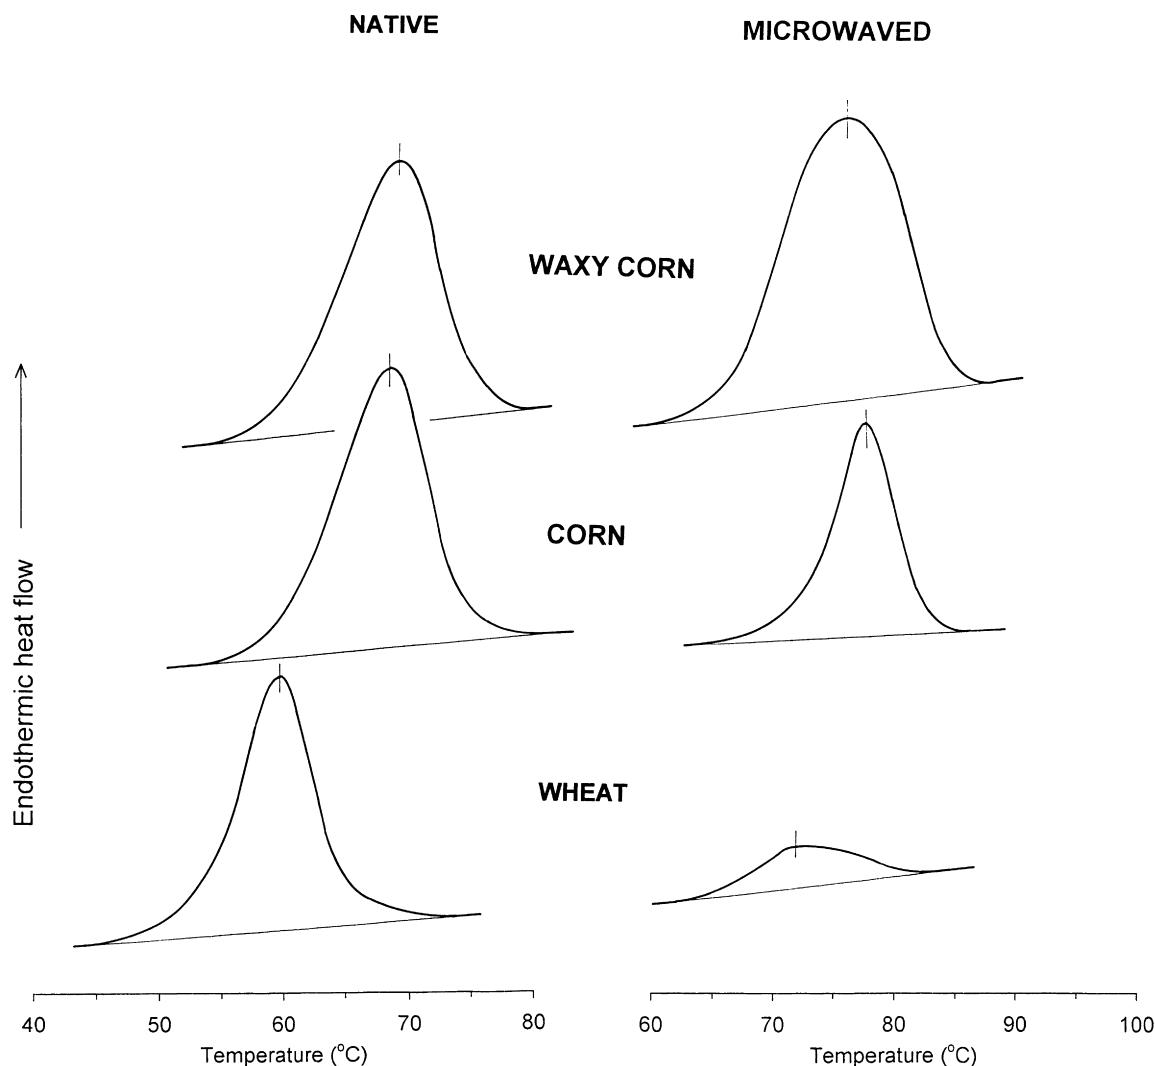 NATIVE
MICROWAVED
WAXY CORN
CORN
WHEAT
Endothermic heat flow
40 50 60 70 80
Temperature (°C)
60 70 80 90 100
Temperature (°C)